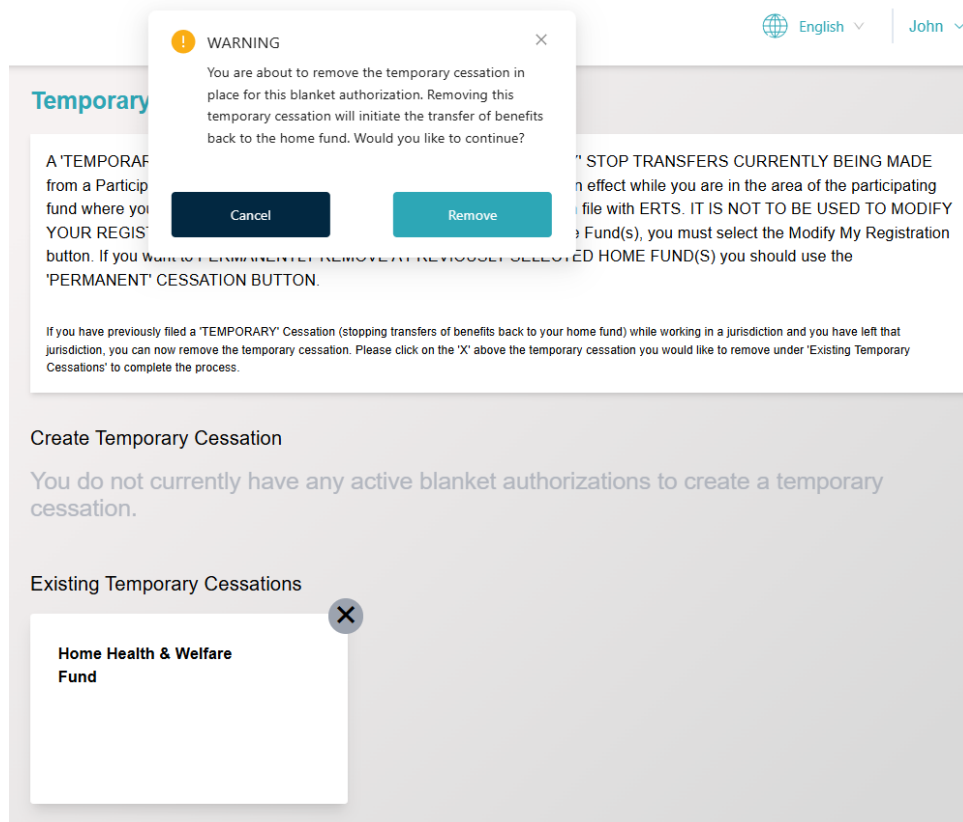 English
John
WARNING
You are about to remove the temporary cessation in
place for this blanket authorization. Removing this
temporary cessation will initiate the transfer of benefits
back to the home fund. Would you like to continue?
Cancel
Remove
Temporary
A 'TEMPORAR
' STOP TRANSFERS CURRENTLY BEING MADE
from a Particip
n effect while you are in the area of the participating
fund where you
file with ERTS. IT IS NOT TO BE USED TO MODIFY
YOUR REGIST
Fund(s), you must select the Modify My Registration
button. If you want to PERMANENTLY REMOVE A PREVIOUSLY SELECTED HOME FUND(S) you should use the
'PERMANENT' CESSATION BUTTON.
If you have previously filed a 'TEMPORARY' Cessation (stopping transfers of benefits back to your home fund) while working in a jurisdiction and you have left that
jurisdiction, you can now remove the temporary cessation. Please click on the 'X' above the temporary cessation you would like to remove under 'Existing Temporary
Cessations' to complete the process.
Create Temporary Cessation
You do not currently have any active blanket authorizations to create a temporary
cessation.
Existing Temporary Cessations
Home Health & Welfare
Fund